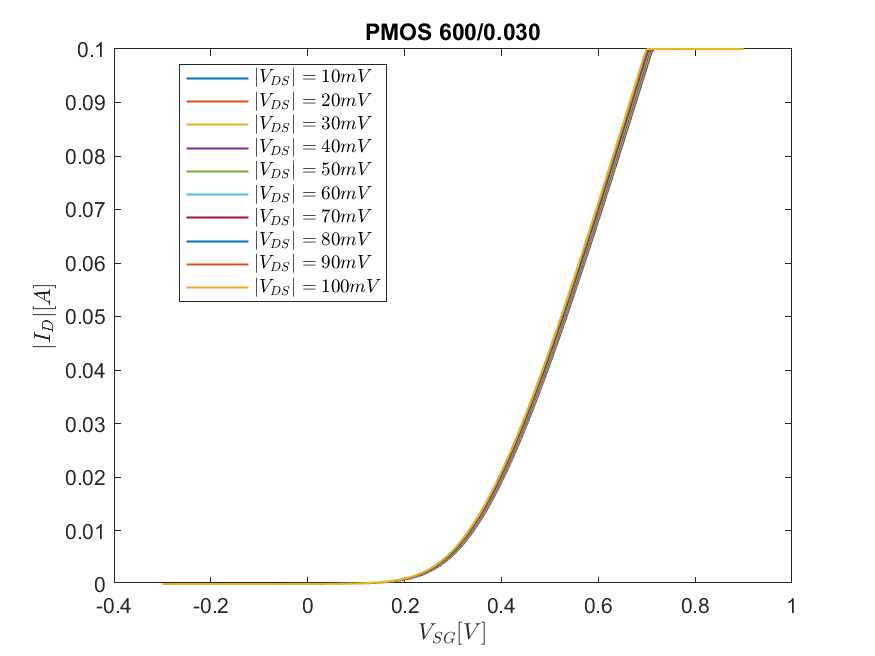 PMOS 600/0.030
0.1
0.09
0.08
0.07
0.06
0.05
0.04
0.03
0.02
0.01
0
|I_D|[A]
|V_DS| = 10mV
|V_DS| = 20mV
|V_DS| = 30mV
|V_DS| = 40mV
|V_DS| = 50mV
|V_DS| = 60mV
|V_DS| = 70mV
|V_DS| = 80mV
|V_DS| = 90mV
|V_DS| = 100mV
-0.4 -0.2 0 0.2 0.4 0.6 0.8 1
V_SG[V]